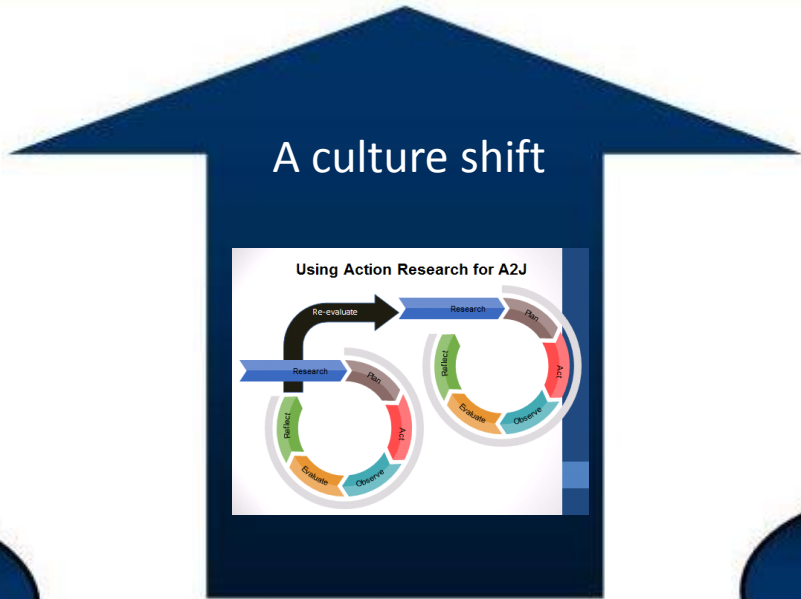 A culture shift
Using Action Research for A2J
Re-evaluate
Research
Plan
Act
Observe
Evaluate
Reflect
Research
Plan
Act
Observe
Evaluate
Reflect